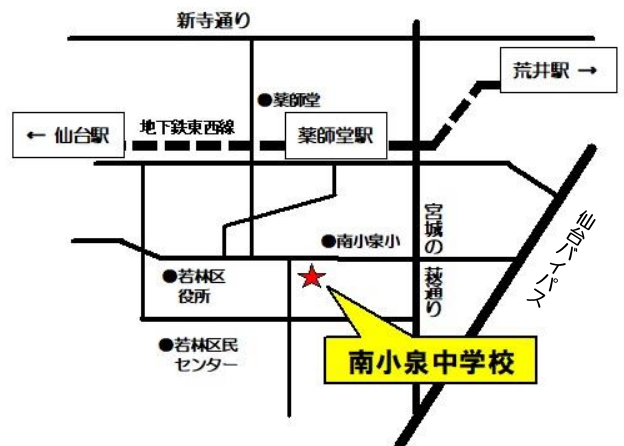 新寺通り
荒井駅 →
●薬師堂
地下鉄東西線
← 仙台駅
薬師堂駅
宮城の萩通り
仙台バイパス
●南小泉小
●若林区
役所
●若林区民
センター
南小泉中学校